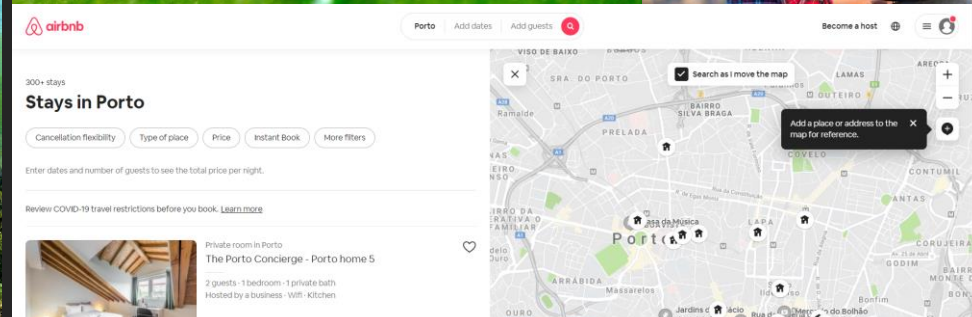 airbnb
Porto Add dates Add guests
Become a host
300+ stays
Stays in Porto
Cancellation flexibility Type of place Price Instant Book More filters
Enter dates and number of guests to see the total price per night.
Review COVID-19 travel restrictions before you book. Learn more
Private room in Porto
The Porto Concierge - Porto home 5
2 guests · 1 bedroom · 1 private bath
Hosted by a business · Wifi · Kitchen
Search as I move the map
Add a place or address to the
map for reference.
VISO DE BAIXO
SRA. DO PORTO
LAMAS
OUTEIRO
BAIRRO
SILVA BRAGA
Ramalde
PRELADA
COVELO
CONTUMIL
ANTAS
Rua da Constituição
LAPA
Porto
CORUJEIRA
GODIM
ARRÁBIDA
Massarelos
Bonfim
OURO